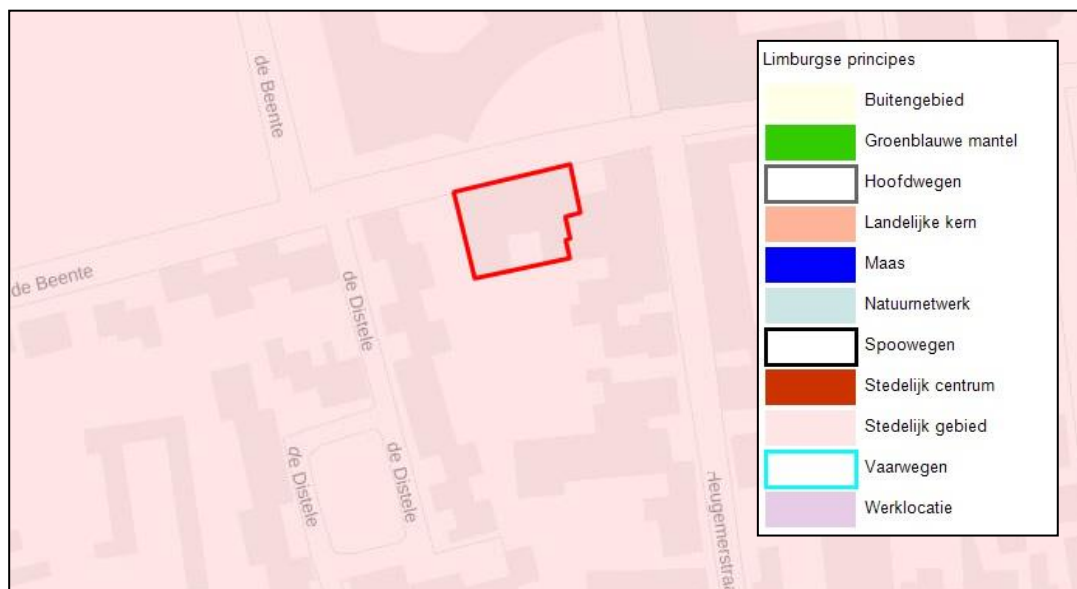 Limburgse principes
Buitengebied
Groenblauwe mantel
Hoofdwegen
Landelijke kern
Maas
Natuurnetwerk
Spoowegen
Stedelijk centrum
Stedelijk gebied
Vaarwegen
Werklocatie
de Beente
de Beente
de Distele
de Distele
de Distele
Heugemerstraa